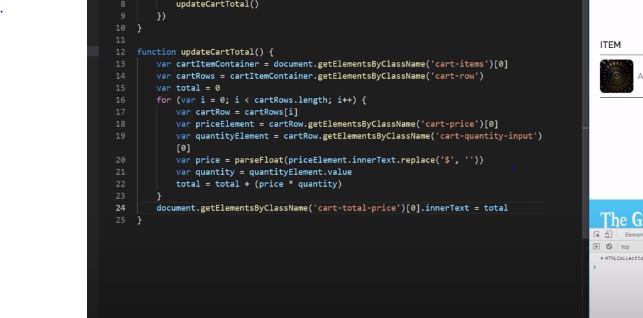 8 updateCartTotal()
9 })
10 }
11
12 function updateCartTotal() {
13 var cartItemContainer = document.getElementsByClassName('cart-items')[0]
14 var cartRows = cartItemContainer.getElementsByClassName('cart-row')
15 var total = 0
16 for (var i = 0; i < cartRows.length; i++) {
17 var cartRow = cartRows[i]
18 var priceElement = cartRow.getElementsByClassName('cart-price')[0]
19 var quantityElement = cartRow.getElementsByClassName('cart-quantity-input')
[0]
20 var price = parseFloat(priceElement.innerText.replace('$', ''))
21 var quantity = quantityElement.value
22 total = total + (price * quantity)
23 }
24 document.getElementsByClassName('cart-total-price')[0].innerText = total
25 }
ITEM
A
The G
Elemen
top
HTMLCollectio